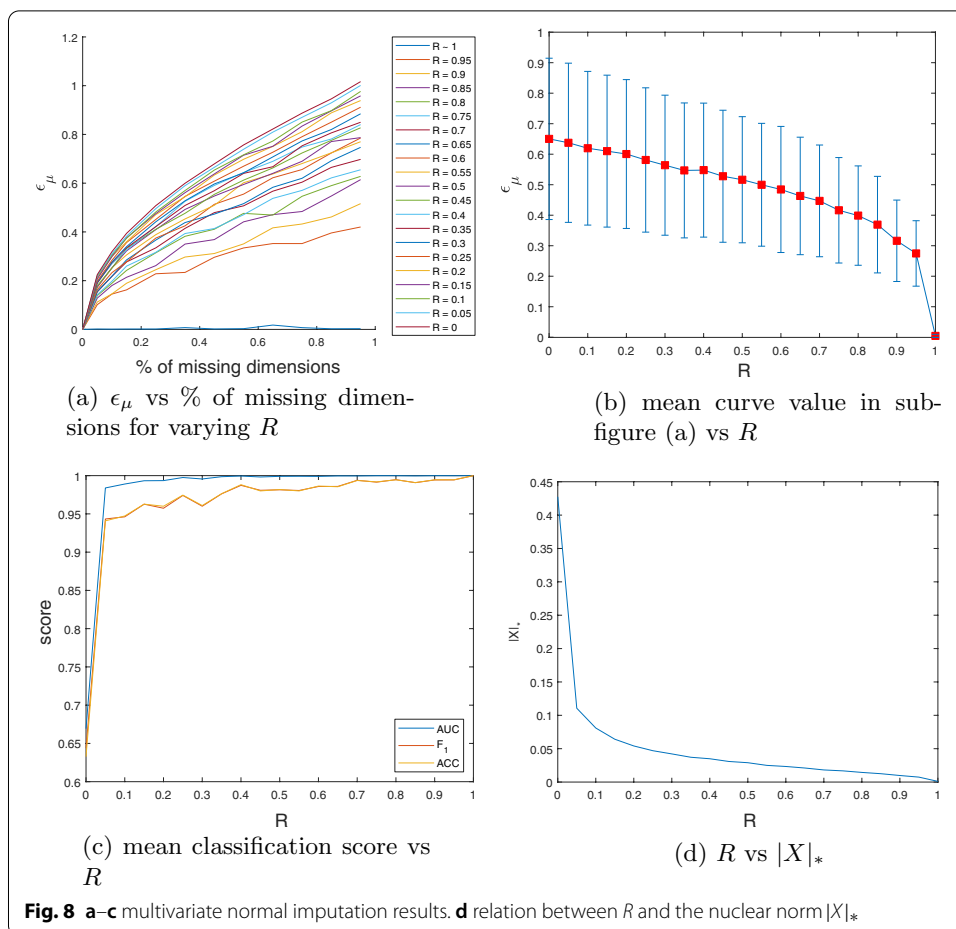 1.2
1
0.8
0.6
0.4
0.2
0
ϵμ
0 0.2 0.4 0.6 0.8 1
% of missing dimensions
R − 1
R = 0.95
R = 0.9
R = 0.85
R = 0.8
R = 0.75
R = 0.7
R = 0.65
R = 0.6
R = 0.55
R = 0.5
R = 0.45
R = 0.4
R = 0.35
R = 0.3
R = 0.25
R = 0.2
R = 0.15
R = 0.1
R = 0.05
R = 0
(a) ϵμ vs % of missing dimen-
sions for varying R
1
0.9
0.8
0.7
0.6
0.5
0.4
0.3
0.2
0.1
0
ϵμ
0 0.1 0.2 0.3 0.4 0.5 0.6 0.7 0.8 0.9 1
R
(b) mean curve value in sub-
figure (a) vs R
1
0.95
0.9
0.85
0.8
0.75
0.7
0.65
0.6
score
0 0.1 0.2 0.3 0.4 0.5 0.6 0.7 0.8 0.9 1
R
AUC
F1
ACC
(c) mean classification score vs
R
0.45
0.4
0.35
0.3
0.25
0.2
0.15
0.1
0.05
0
|X|*
0 0.1 0.2 0.3 0.4 0.5 0.6 0.7 0.8 0.9 1
R
(d) R vs |X|*
Fig. 8 a–c multivariate normal imputation results. d relation between R and the nuclear norm |X|*